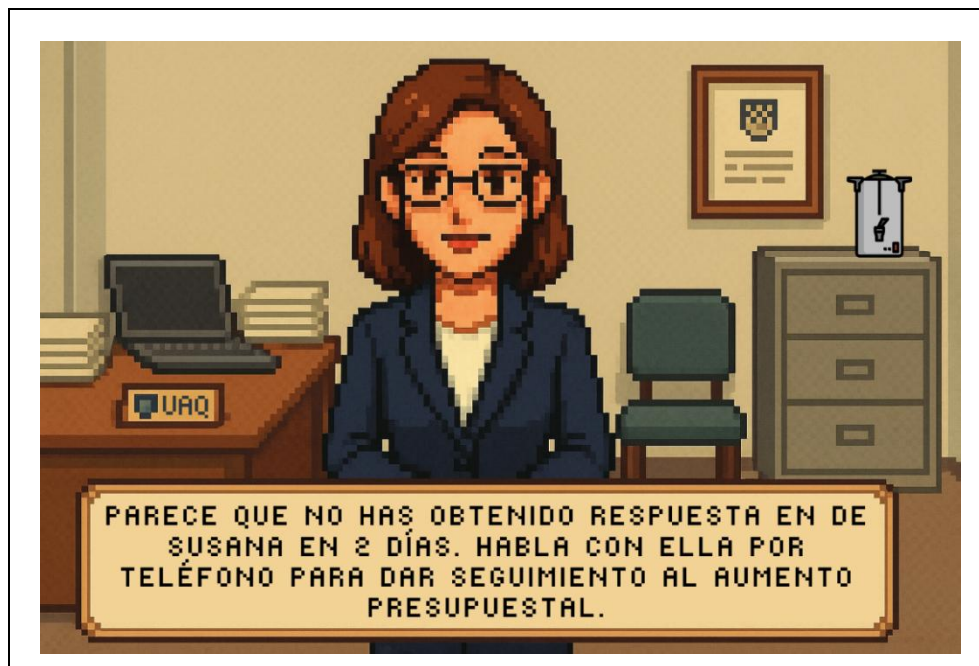 UAQ
PARECE QUE NO HAS OBTENIDO RESPUESTA EN DE
SUSANA EN 2 DÍAS. HABLA CON ELLA POR
TELÉFONO PARA DAR SEGUIMIENTO AL AUMENTO
PRESUPUESTAL.